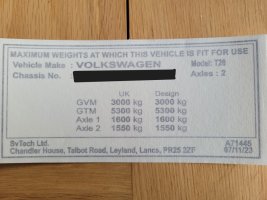 MAXIMUM WEIGHTS AT WHICH THIS VEHICLE IS FIT FOR USE
Vehicle Make : VOLKSWAGEN Model: T28
Chassis No. Axles : 2
UK Design
GVM 3000 kg 3000 kg
GTM 5300 kg 5300 kg
Axle 1 1600 kg 1600 kg
Axle 2 1550 kg 1550 kg
SvTech Ltd. A71445
Chandler House, Talbot Road, Leyland, Lancs, PR25 2ZF 07/11/23